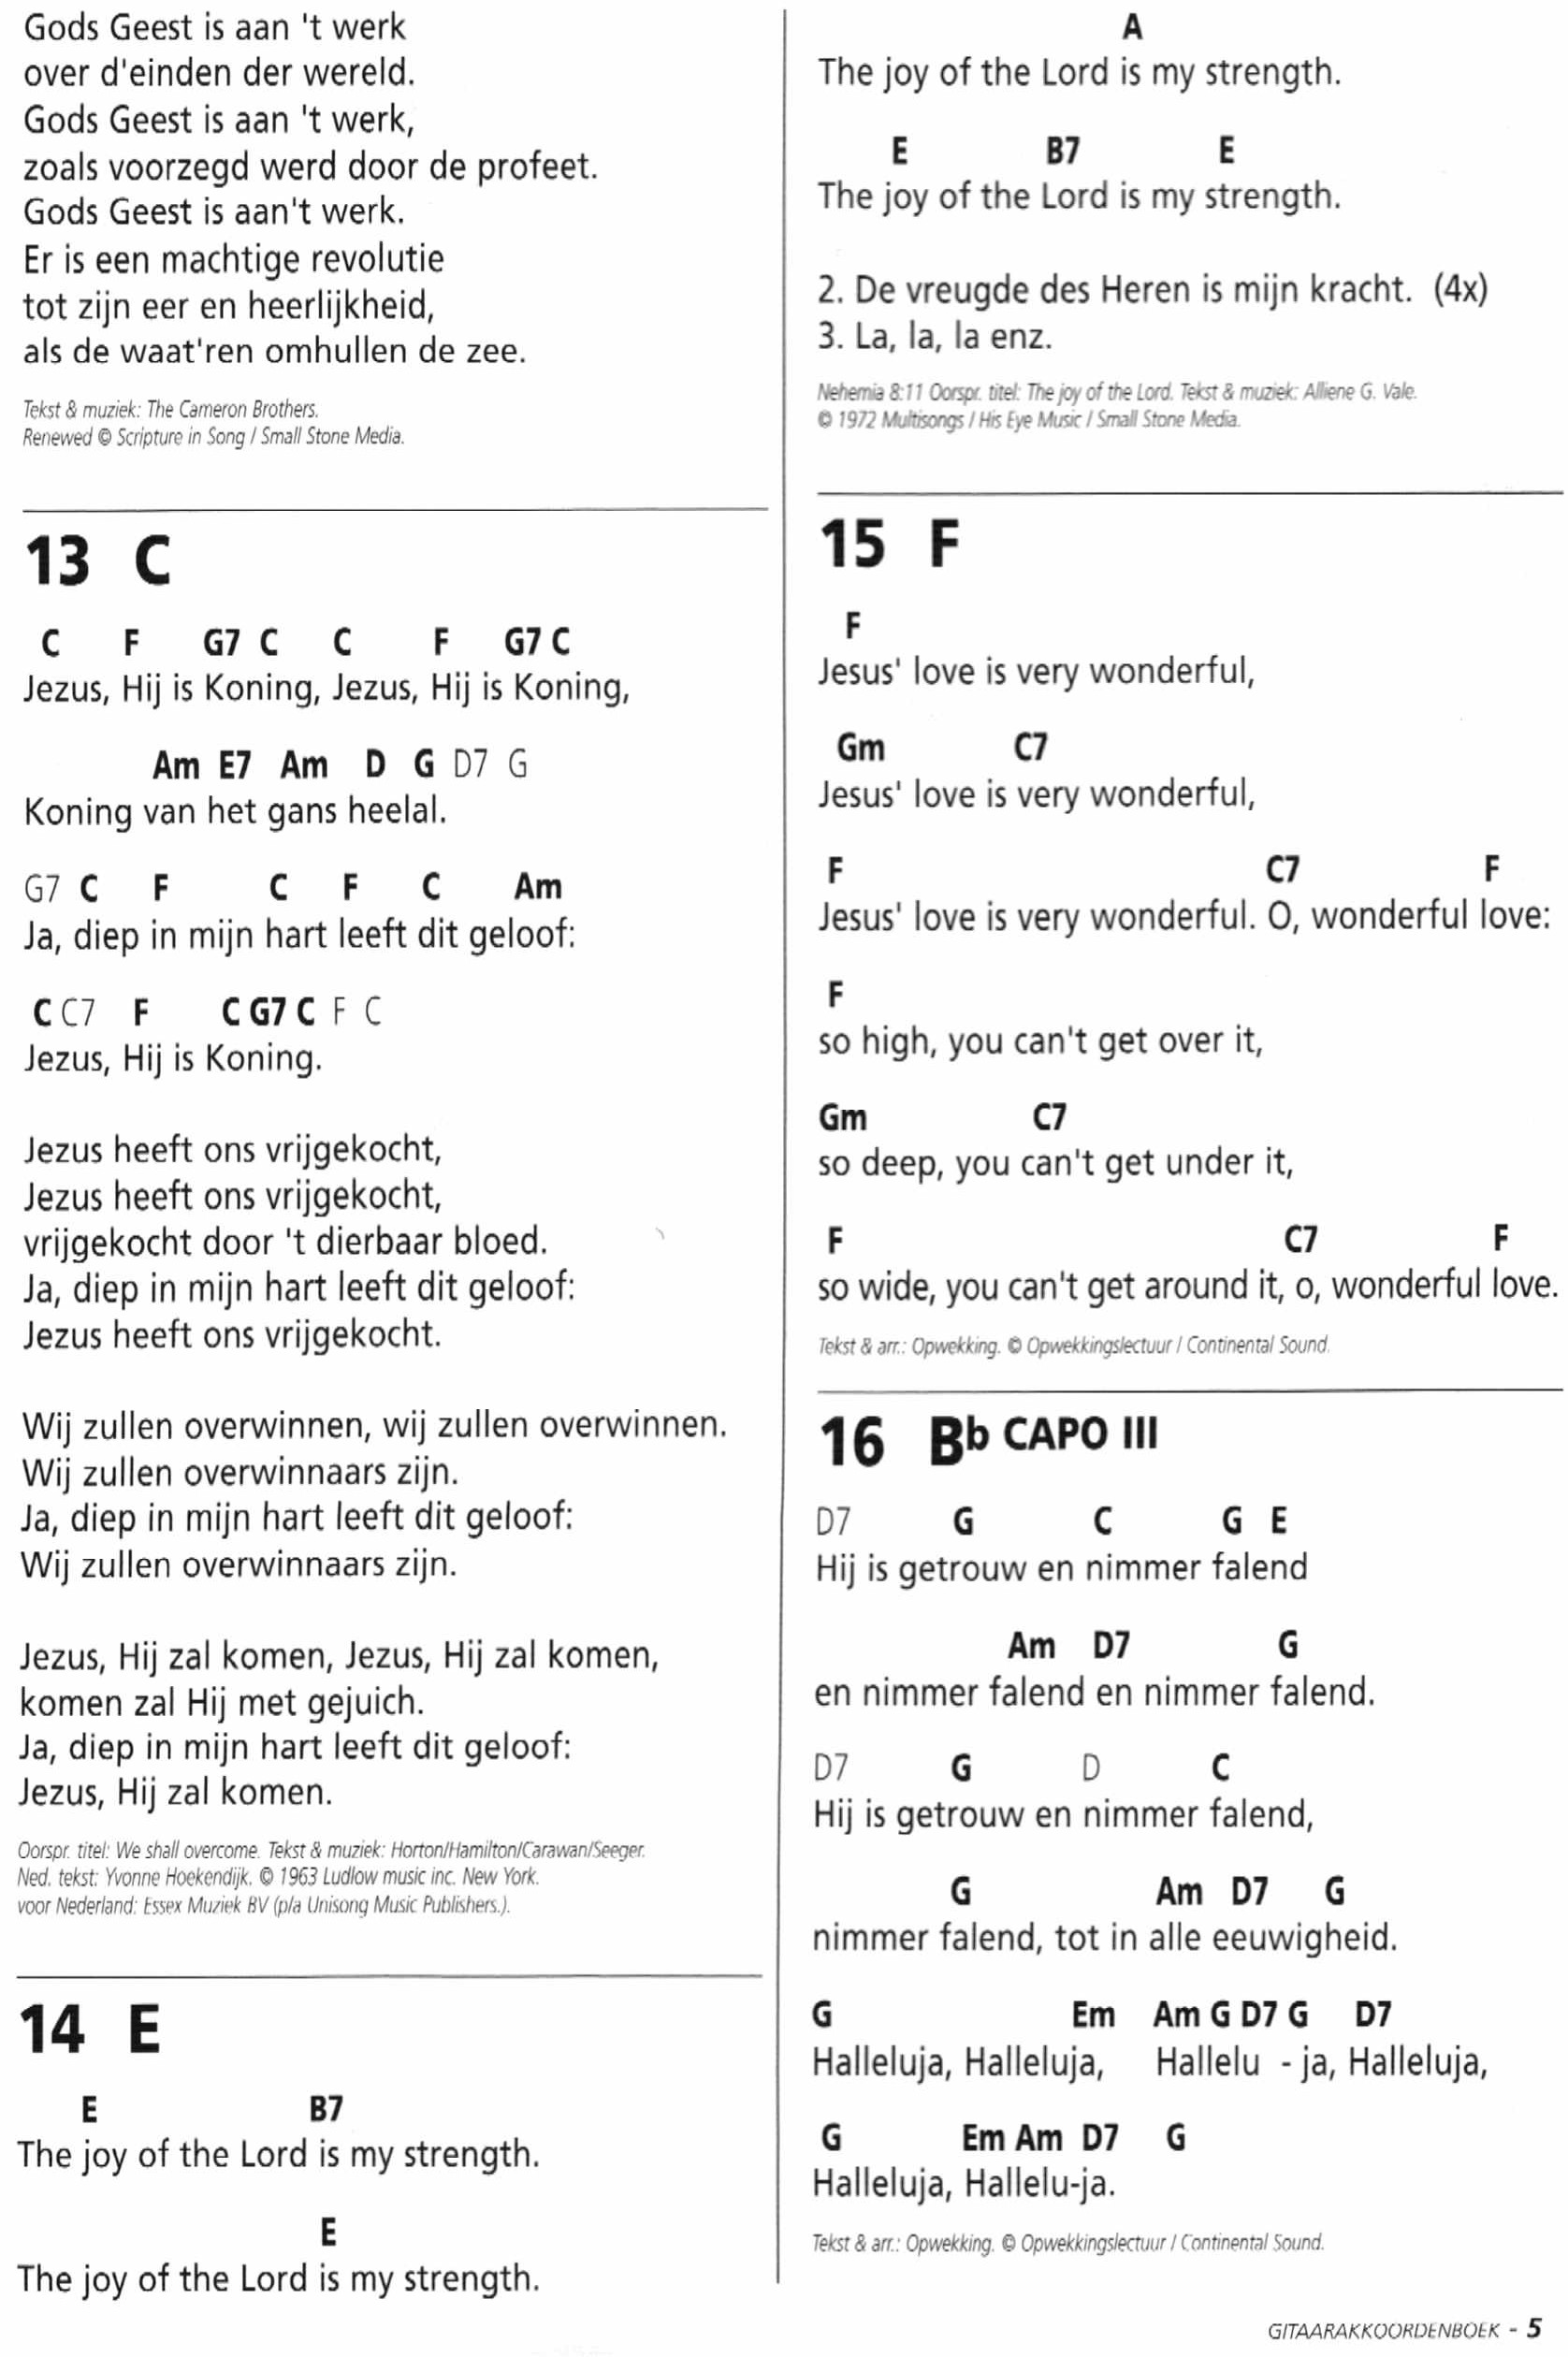 Gods Geest is aan 't werk
over d'einden der wereld.
Gods Geest is aan 't werk,
zoals voorzegd werd door de profeet.
Gods Geest is aan't werk.
Er is een machtige revolutie
tot zijn eer en heerlijkheid,
als de waat'ren omhullen de zee.
Tekst & muziek: The Cameron Brothers.
Renewed © Scripture in Song / Small Stone Media.
13 C
C F G7 C C F G7 C
Jezus, Hij is Koning, Jezus, Hij is Koning,
Am E7 Am D G D7 G
Koning van het gans heelal.
G7 C F C F C Am
Ja, diep in mijn hart leeft dit geloof:
C C7 F C G7 C F C
Jezus, Hij is Koning.
Jezus heeft ons vrijgekocht,
Jezus heeft ons vrijgekocht,
vrijgekocht door 't dierbaar bloed.
Ja, diep in mijn hart leeft dit geloof:
Jezus heeft ons vrijgekocht.
Wij zullen overwinnen, wij zullen overwinnen.
Wij zullen overwinnaars zijn.
Ja, diep in mijn hart leeft dit geloof:
Wij zullen overwinnaars zijn.
Jezus, Hij zal komen, Jezus, Hij zal komen,
komen zal Hij met gejuich.
Ja, diep in mijn hart leeft dit geloof:
Jezus, Hij zal komen.
Oorspr. titel: We shall overcome. Tekst & muziek: Horton/Hamilton/Carawan/Seeger.
Ned. tekst: Yvonne Hoekendijk. © 1963 Ludlow music inc. New York.
voor Nederland: Essex Muziek BV (p/a Unisong Music Publishers.).
14 E
E B7
The joy of the Lord is my strength.
E
The joy of the Lord is my strength.
A
The joy of the Lord is my strength.
E B7 E
The joy of the Lord is my strength.
2. De vreugde des Heren is mijn kracht. (4x)
3. La, la, la enz.
Nehemia 8:11 Oorspr. titel: The joy of the Lord. Tekst & muziek: Alliene G. Vale.
© 1972 Multisongs / His Eye Music / Small Stone Media.
15 F
F
Jesus' love is very wonderful,
Gm C7
Jesus' love is very wonderful,
F C7 F
Jesus' love is very wonderful. O, wonderful love:
F
so high, you can't get over it,
Gm C7
so deep, you can't get under it,
F C7 F
so wide, you can't get around it, o, wonderful love.
Tekst & arr.: Opwekking. © Opwekkingslectuur / Continental Sound.
16 Bb CAPO III
D7 G C G E
Hij is getrouw en nimmer falend
Am D7 G
en nimmer falend en nimmer falend.
D7 G D C
Hij is getrouw en nimmer falend,
G Am D7 G
nimmer falend, tot in alle eeuwigheid.
G Em Am G D7 G D7
Halleluja, Halleluja, Hallelu - ja, Halleluja,
G Em Am D7 G
Halleluja, Hallelu-ja.
Tekst & arr.: Opwekking. © Opwekkingslectuur / Continental Sound.
GITAARAKKOORDENBOEK - 5